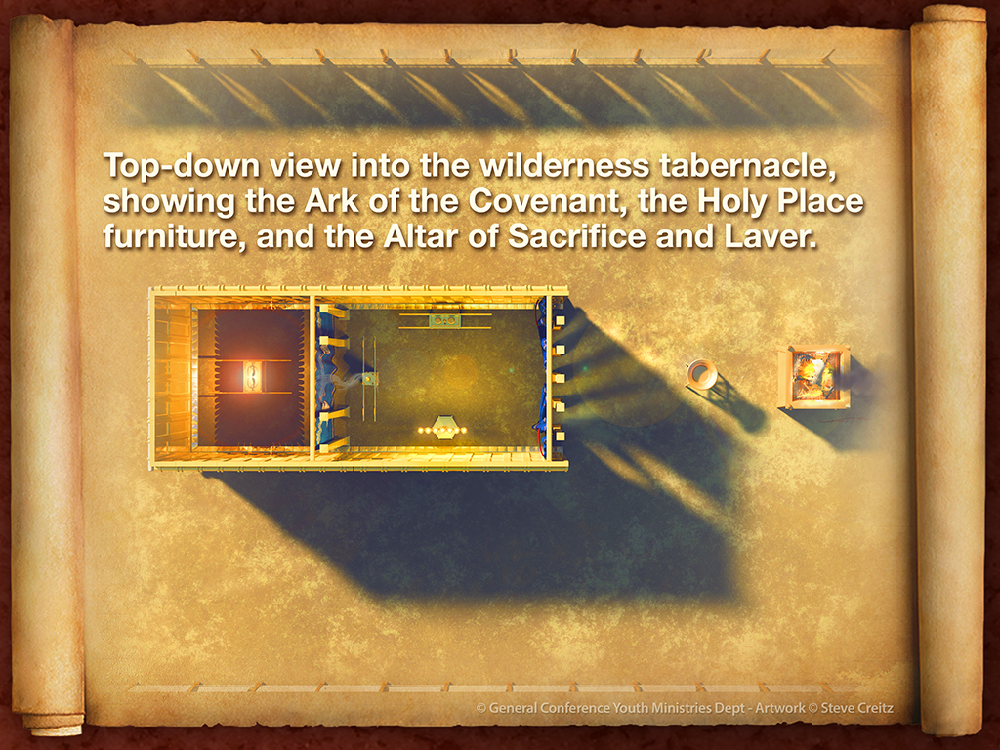 Top-down view into the wilderness tabernacle,
showing the Ark of the Covenant, the Holy Place
furniture, and the Altar of Sacrifice and Laver.
© General Conference Youth Ministries Dept - Artwork © Steve Creitz